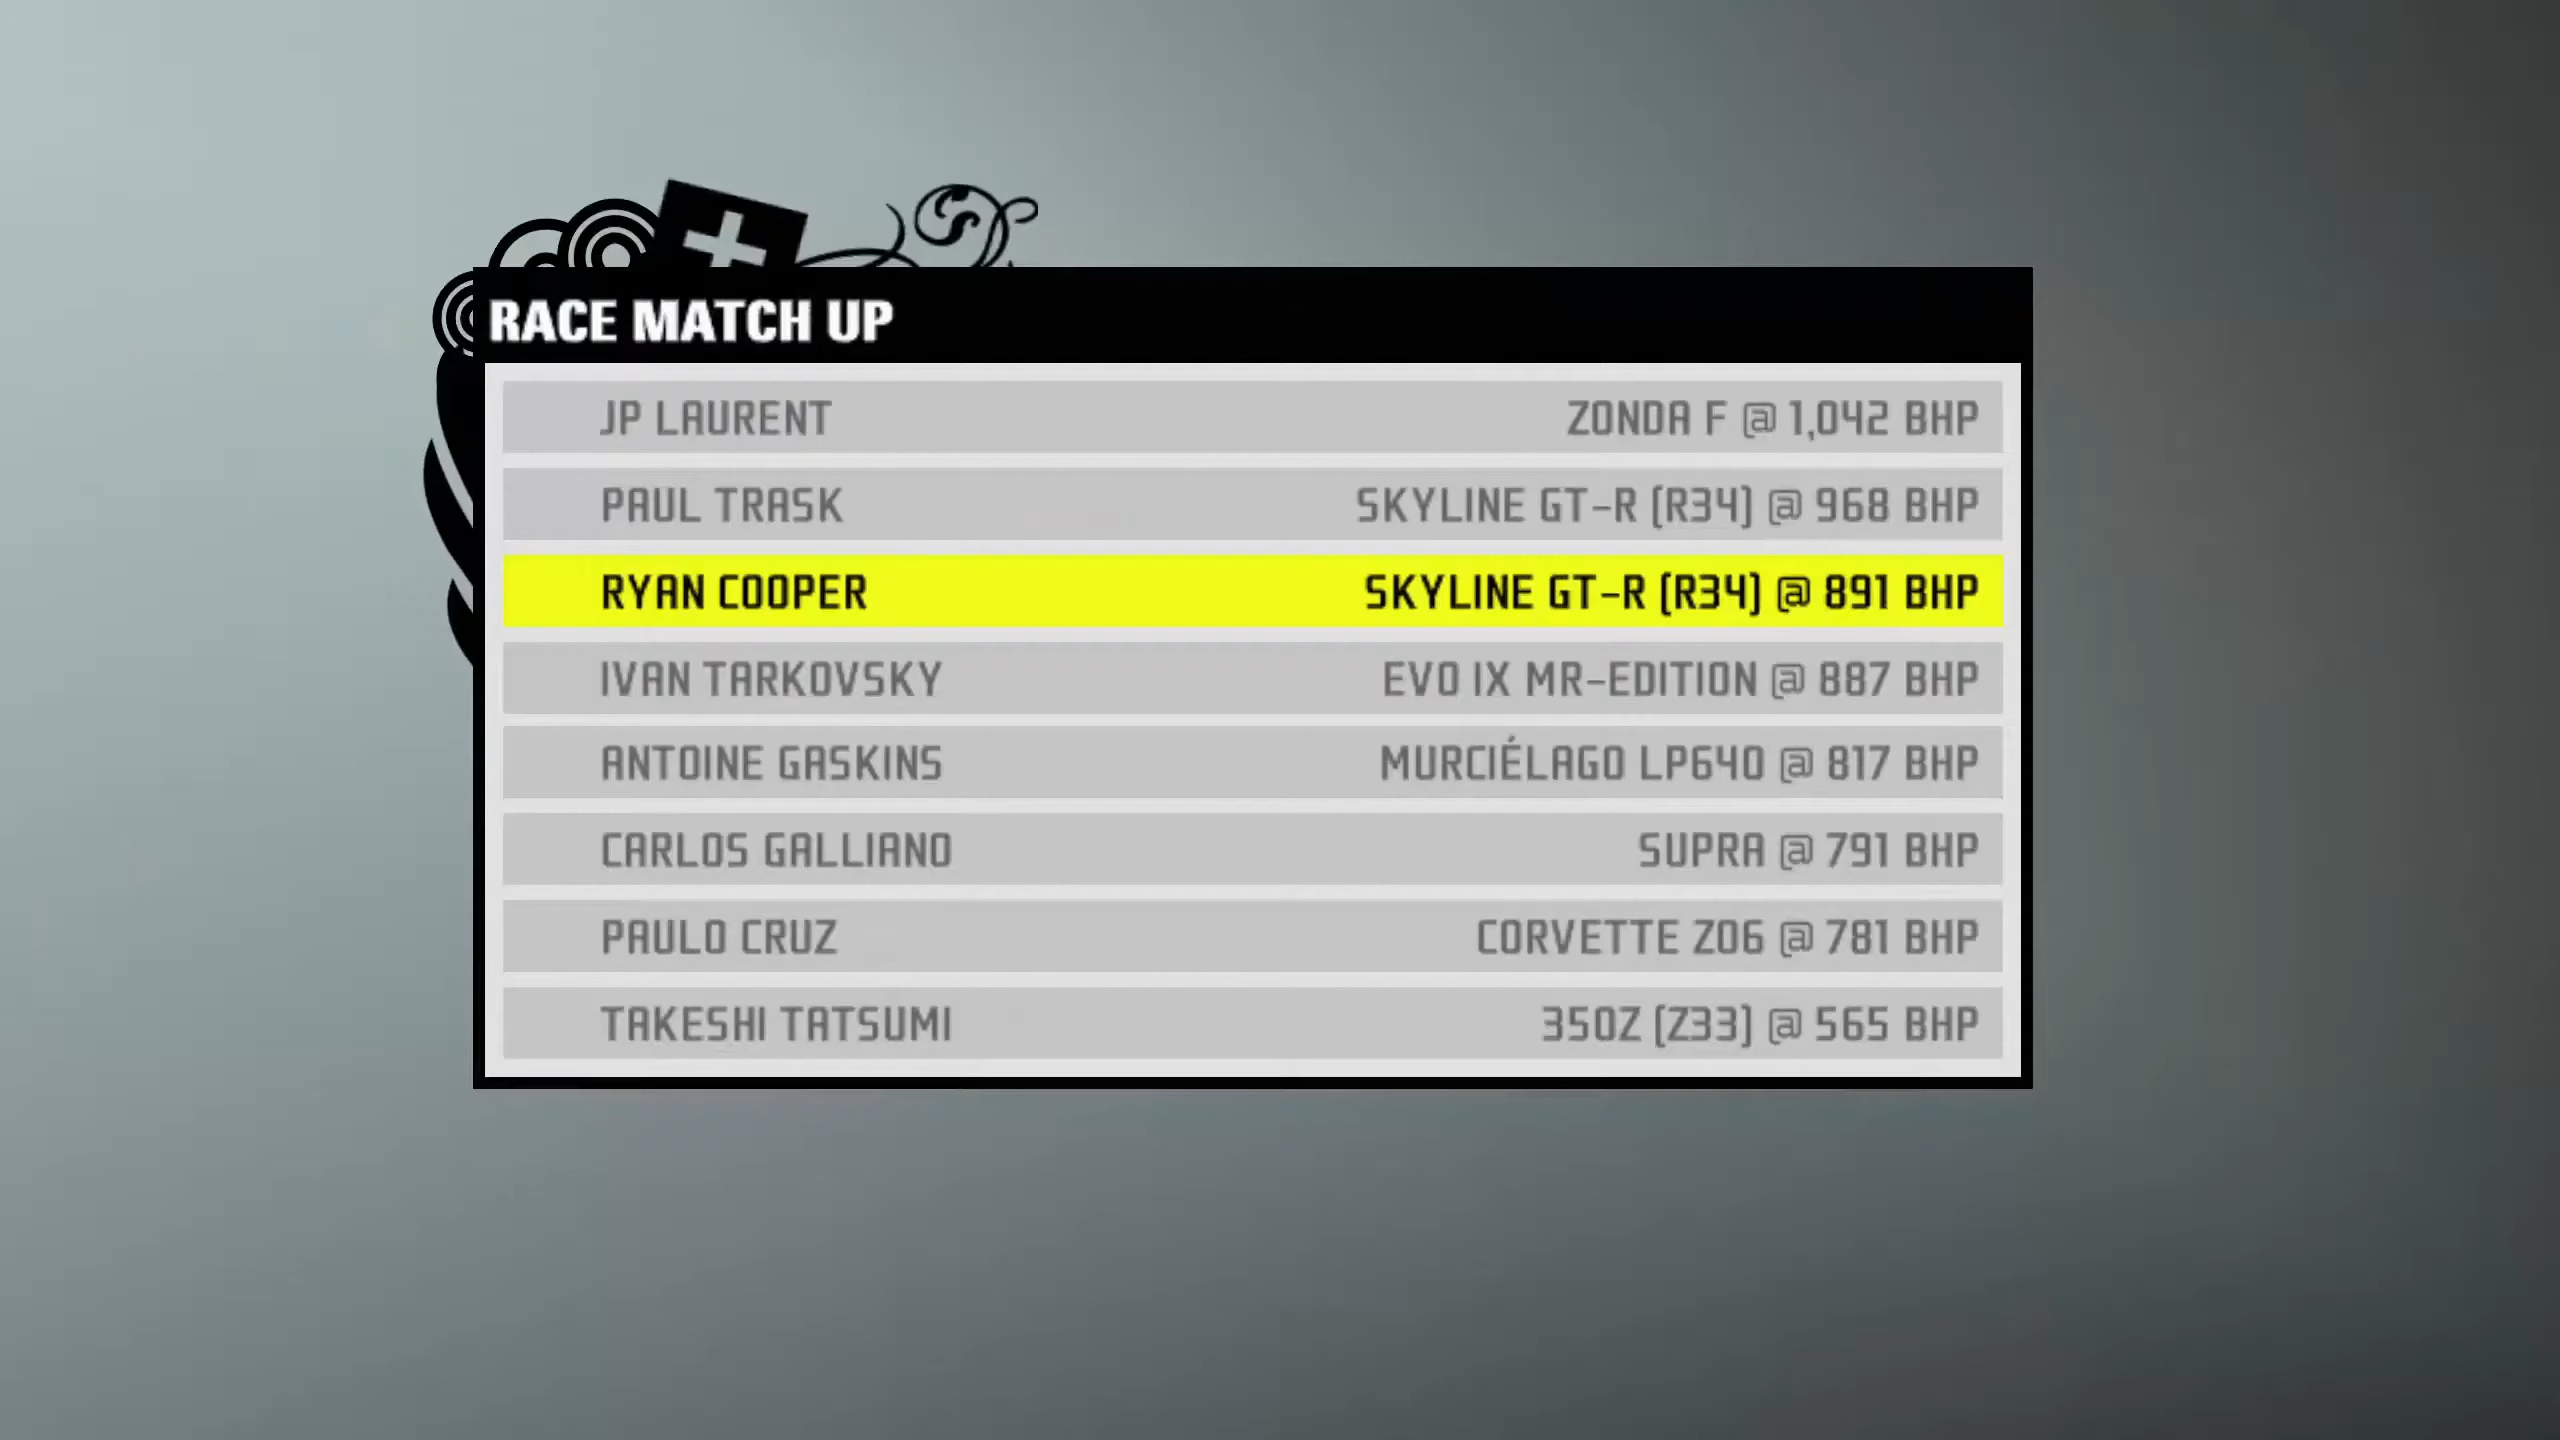 RACE MATCH UP
JP LAURENT ZONDA F @ 1,042 BHP
PAUL TRASK SKYLINE GT-R (R34) @ 968 BHP
RYAN COOPER SKYLINE GT-R (R34) @ 891 BHP
IVAN TARKOVSKY EVO IX MR-EDITION @ 887 BHP
ANTOINE GASKINS MURCIÉLAGO LP640 @ 817 BHP
CARLOS GALLIANO SUPRA @ 791 BHP
PAULO CRUZ CORVETTE Z06 @ 781 BHP
TAKESHI TATSUMI 350Z (Z33) @ 565 BHP